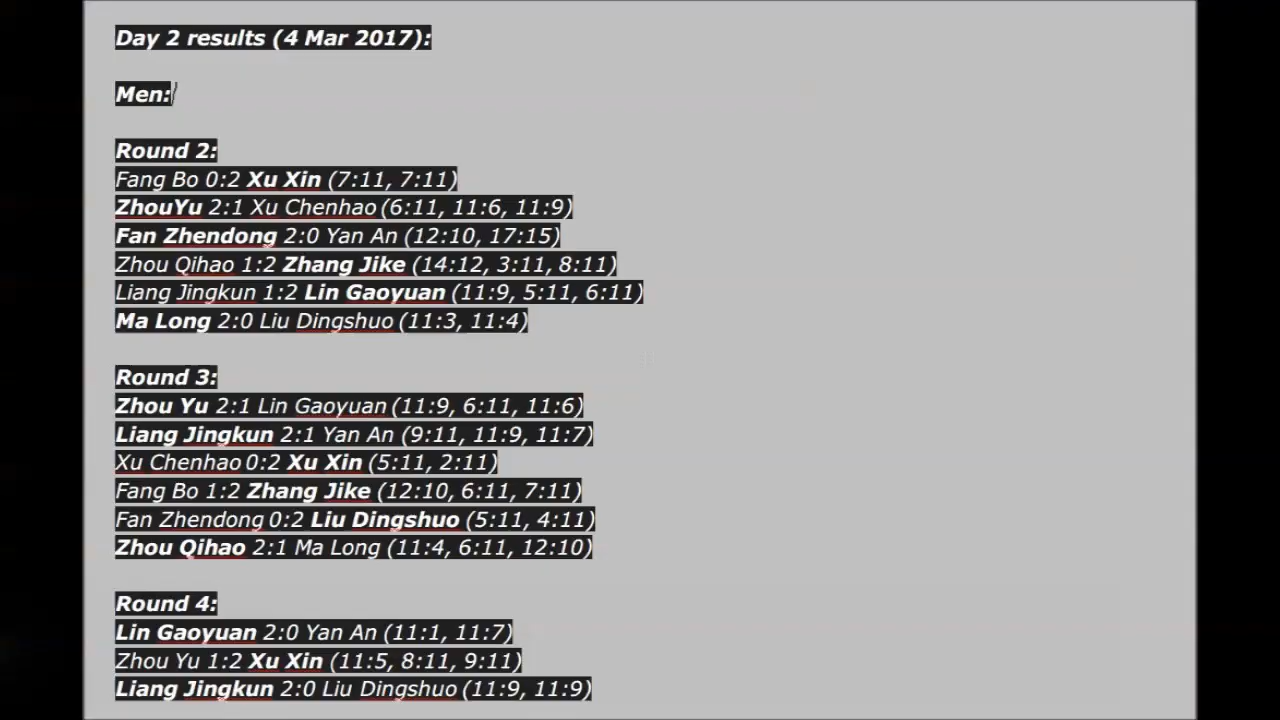 Day 2 results (4 Mar 2017):
Men:
Round 2:
Fang Bo 0:2 Xu Xin (7:11, 7:11)
ZhouYu 2:1 Xu Chenhao (6:11, 11:6, 11:9)
Fan Zhendong 2:0 Yan An (12:10, 17:15)
Zhou Qihao 1:2 Zhang Jike (14:12, 3:11, 8:11)
Liang Jingkun 1:2 Lin Gaoyuan (11:9, 5:11, 6:11)
Ma Long 2:0 Liu Dingshuo (11:3, 11:4)
Round 3:
Zhou Yu 2:1 Lin Gaoyuan (11:9, 6:11, 11:6)
Liang Jingkun 2:1 Yan An (9:11, 11:9, 11:7)
Xu Chenhao 0:2 Xu Xin (5:11, 2:11)
Fang Bo 1:2 Zhang Jike (12:10, 6:11, 7:11)
Fan Zhendong 0:2 Liu Dingshuo (5:11, 4:11)
Zhou Qihao 2:1 Ma Long (11:4, 6:11, 12:10)
Round 4:
Lin Gaoyuan 2:0 Yan An (11:1, 11:7)
Zhou Yu 1:2 Xu Xin (11:5, 8:11, 9:11)
Liang Jingkun 2:0 Liu Dingshuo (11:9, 11:9)